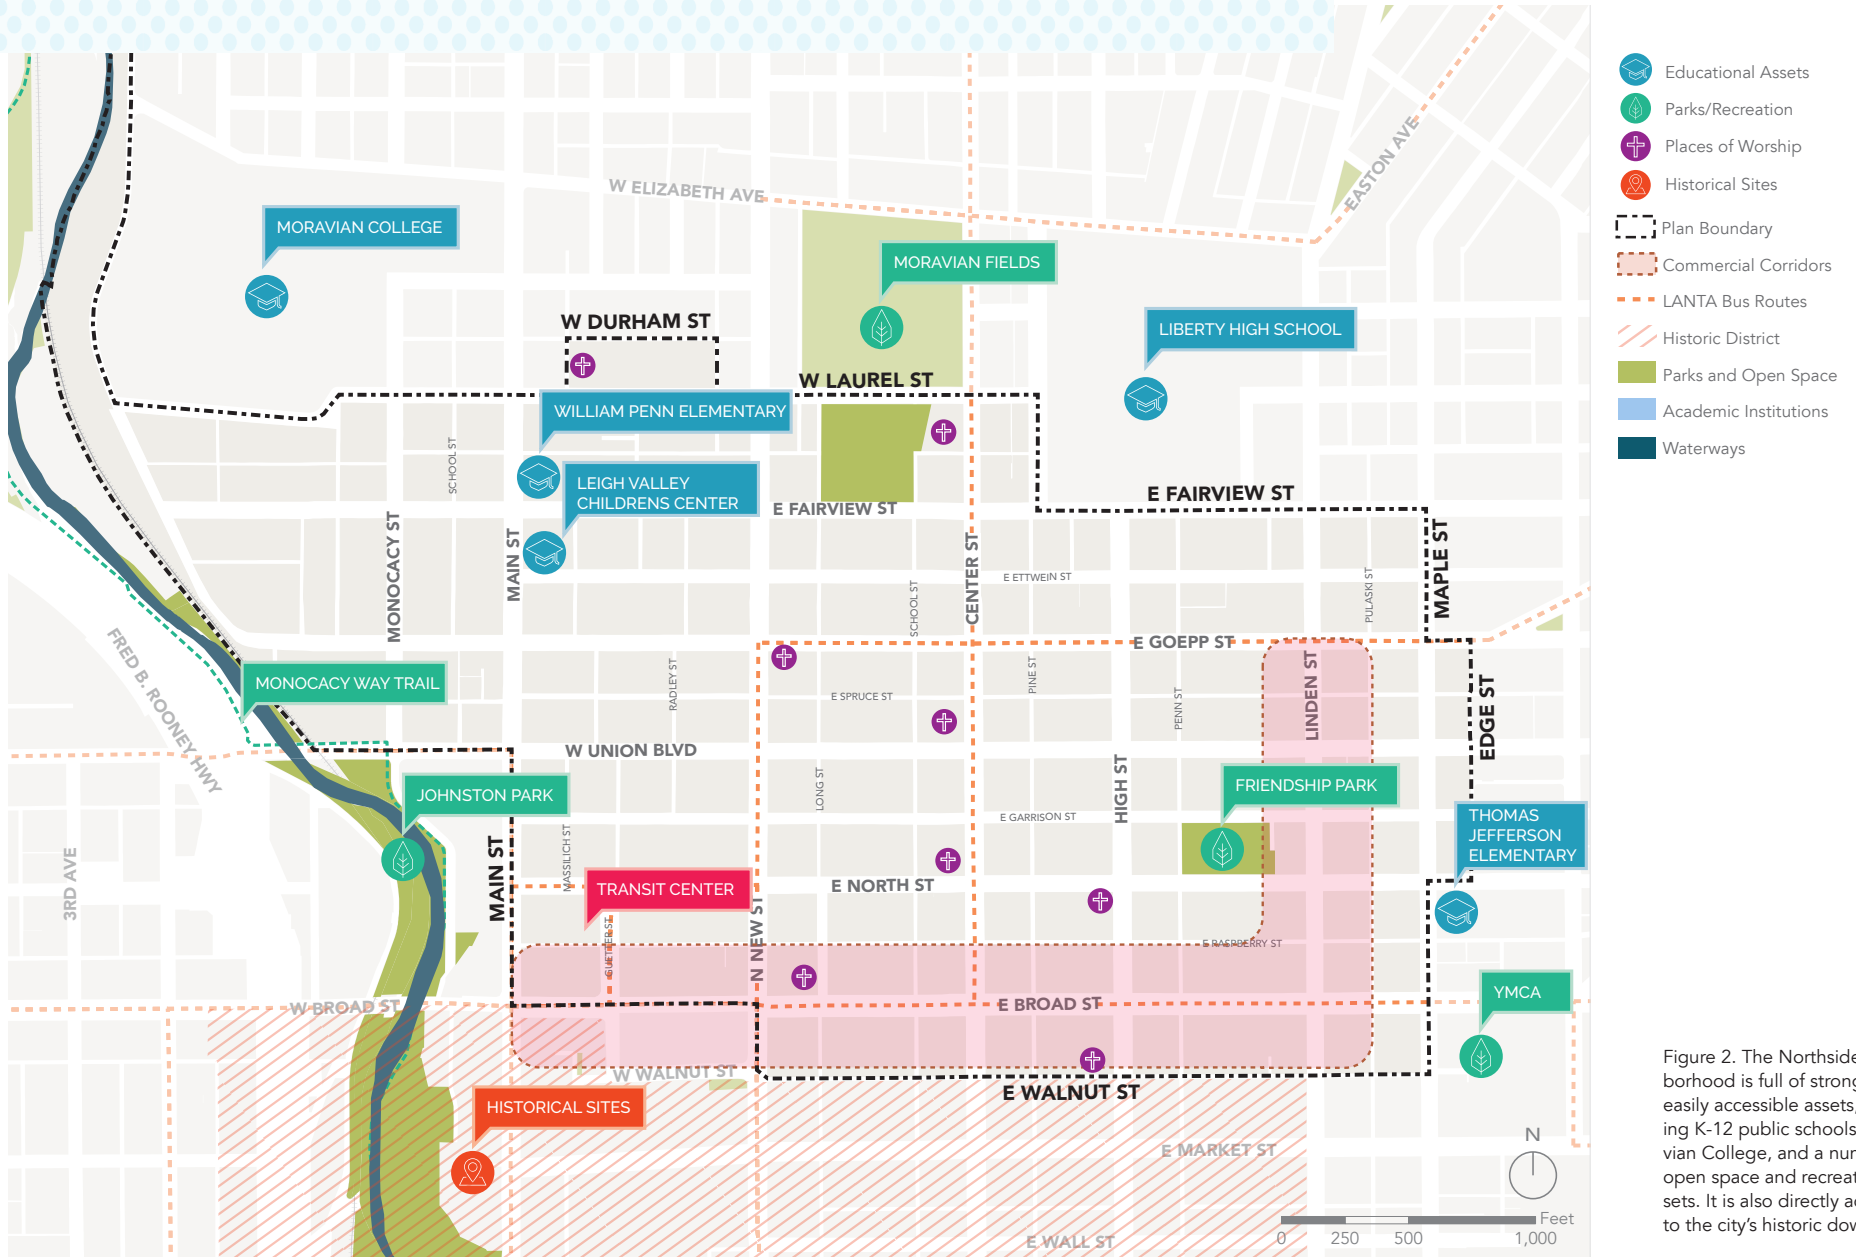 W ELIZABETH AVE
EASTON AVE
MORAVIAN COLLEGE
MORAVIAN FIELDS
W DURHAM ST
LIBERTY HIGH SCHOOL
W LAUREL ST
WILLIAM PENN ELEMENTARY
SCHOOL ST
LEIGH VALLEY
CHILDRENS CENTER
E FAIRVIEW ST
E FAIRVIEW ST
MONOCACY ST
MAIN ST
SCHOOL ST
CENTER ST
E ETTWEIN ST
PULASKI ST
MAPLE ST
FRED B. ROONEY HWY
E GOEPP ST
MONOCACY WAY TRAIL
RADLEY ST
E SPRUCE ST
PINE ST
PENN ST
LINDEN ST
EDGE ST
W UNION BLVD
JOHNSTON PARK
LONG ST
HIGH ST
FRIENDSHIP PARK
E GARRISON ST
THOMAS
JEFFERSON
ELEMENTARY
3RD AVE
MAIN ST
MASSILICH ST
TRANSIT CENTER
E NORTH ST
GUETTER ST
N NEW ST
E RASPBERRY ST
YMCA
W BROAD ST
E BROAD ST
W WALNUT ST
E WALNUT ST
HISTORICAL SITES
E MARKET ST
E WALL ST
N
Feet
0 250 500 1,000
Educational Assets
Parks/Recreation
Places of Worship
Historical Sites
Plan Boundary
Commercial Corridors
LANTA Bus Routes
Historic District
Parks and Open Space
Academic Institutions
Waterways
Figure 2. The Northside
borhood is full of strong
easily accessible assets,
ing K-12 public schools
vian College, and a nu
open space and recreat
sets. It is also directly a
to the city's historic dov